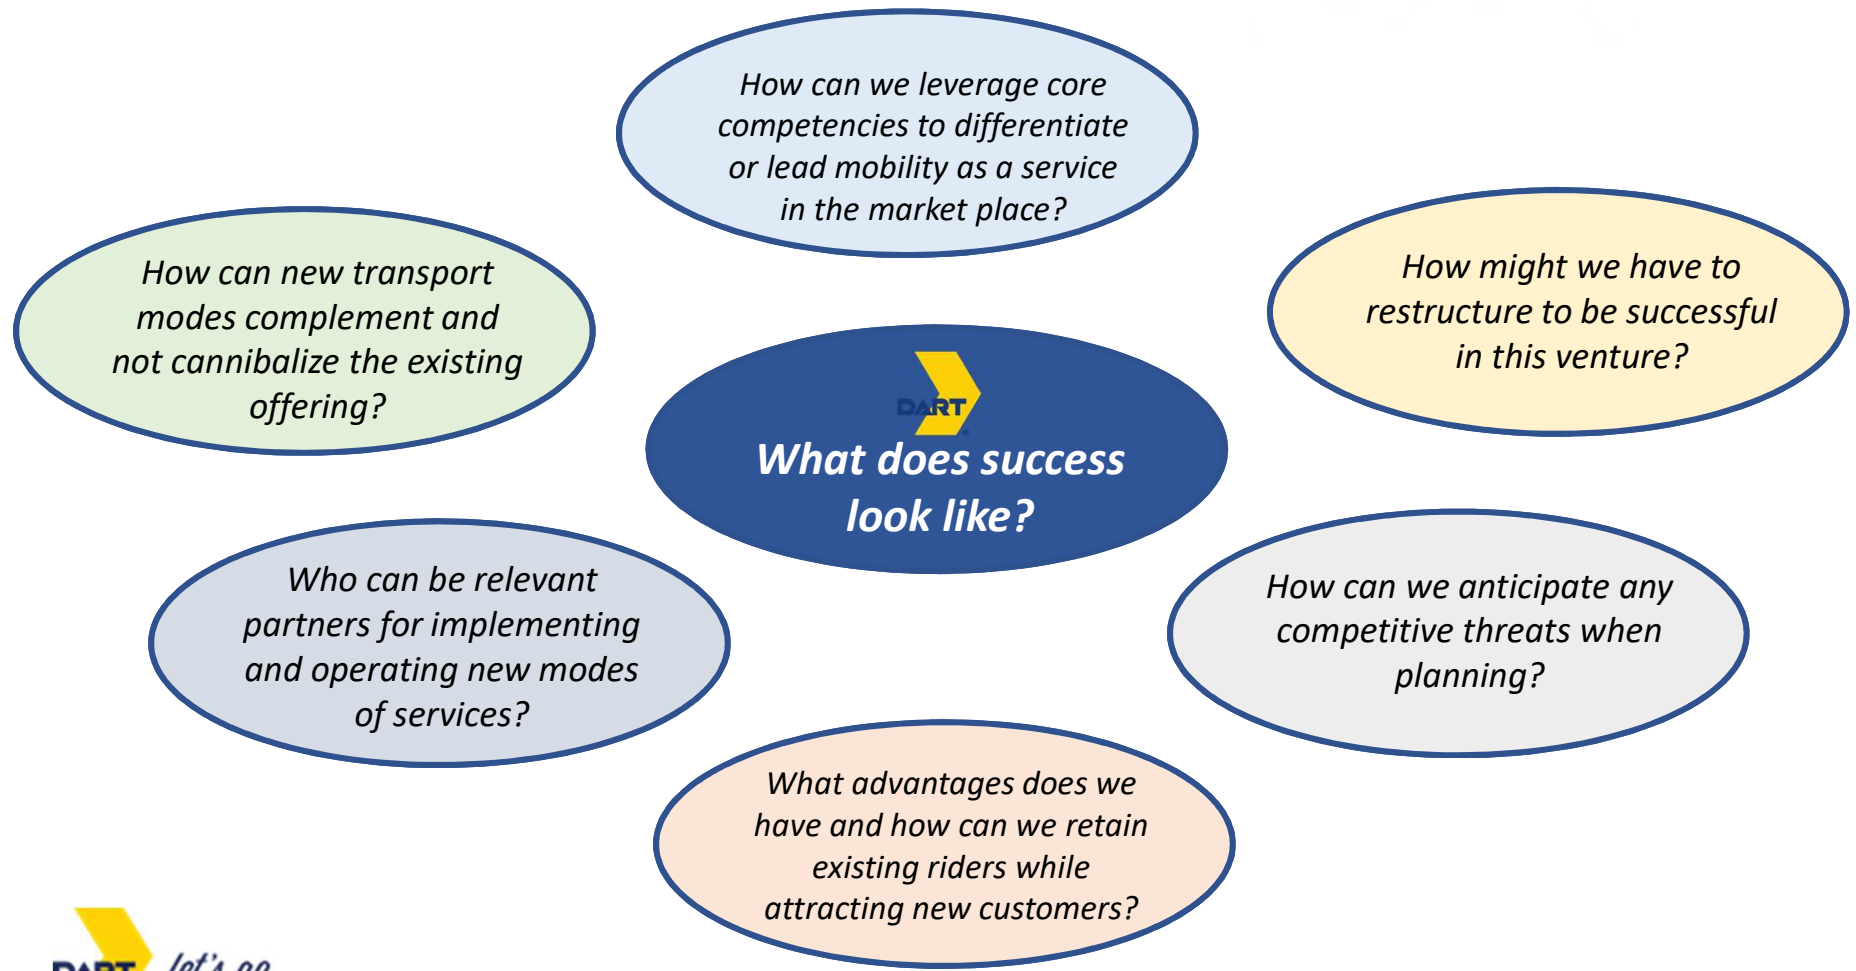 How can we leverage core
competencies to differentiate
or lead mobility as a service
in the market place?
How can new transport
modes complement and
not cannibalize the existing
offering?
How might we have to
restructure to be successful
in this venture?
DART
What does success
look like?
Who can be relevant
partners for implementing
and operating new modes
of services?
How can we anticipate any
competitive threats when
planning?
What advantages does we
have and how can we retain
existing riders while
attracting new customers?
DART let's go